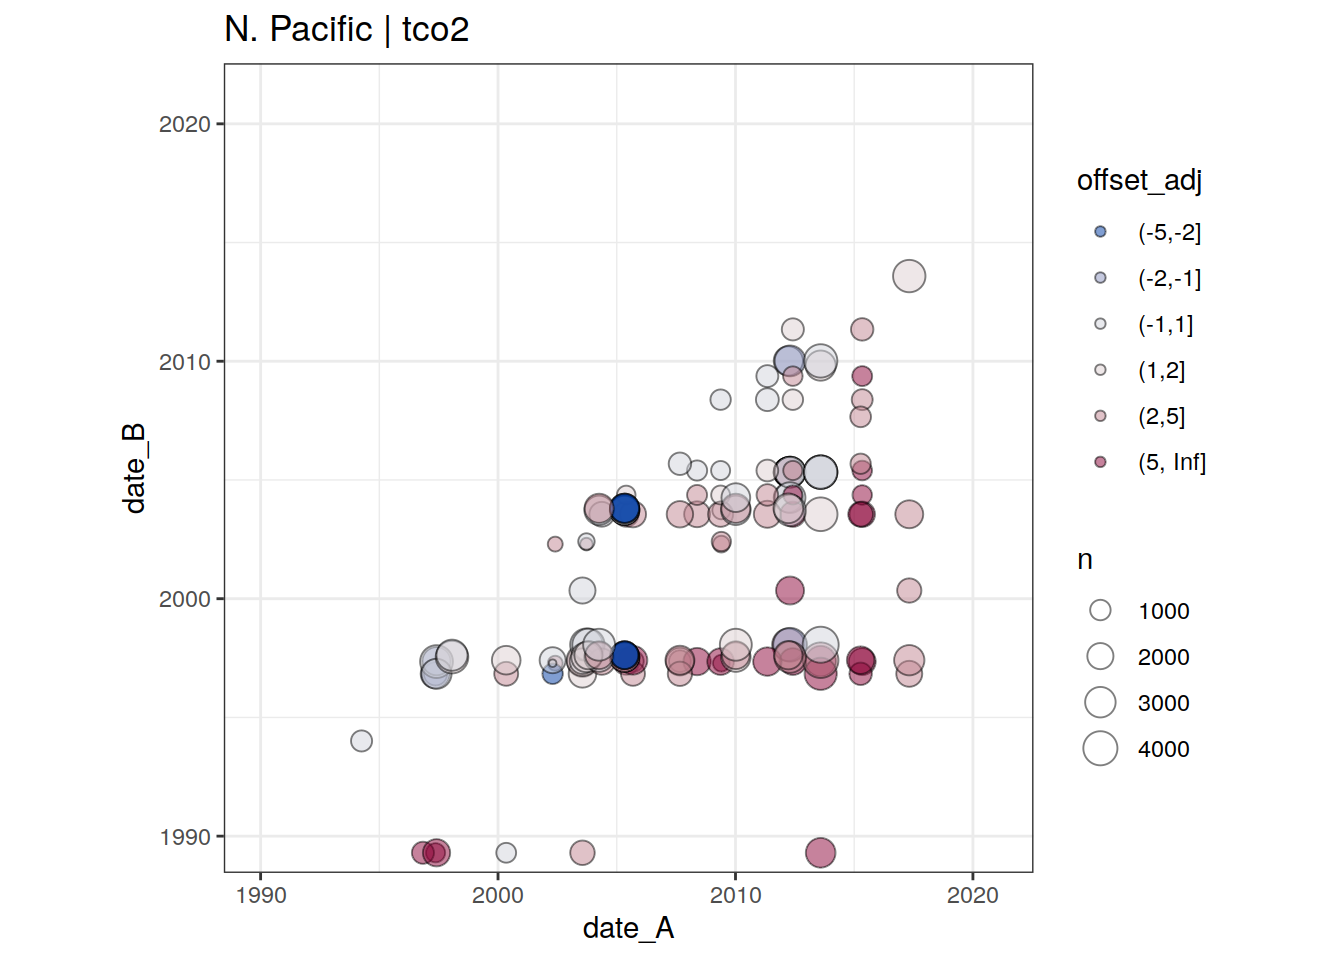 N. Pacific | tco2
date_B
2020
2010
2000
1990
1990
2000
2010
2020
date_A
offset_adj
(-5,-2]
(-2,-1]
(-1,1]
(1,2]
(2,5]
(5, Inf]
n
1000
2000
3000
4000